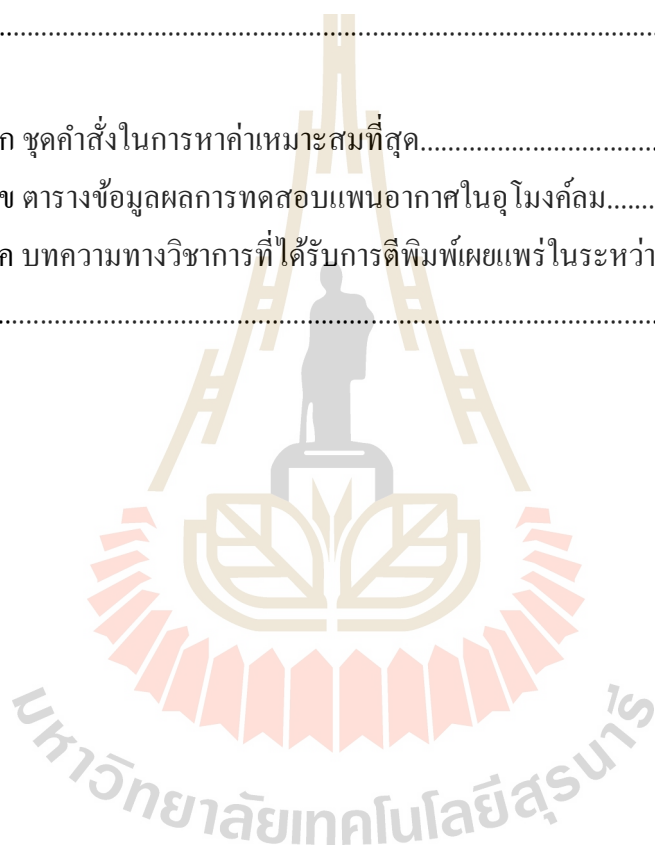 ........................................................................................................
ก ชุดคำสั่งในการหาค่าเหมาะสมที่สุด...................................
ข ตารางข้อมูลผลการทดสอบแพนอากาศในอุโมงค์ลม.......
ค บทความทางวิชาการที่ได้รับการตีพิมพ์เผยแพร่ในระหว่า
........................................................................................................
มหาวิทยาลัยเทคโนโลยีสุรนารี